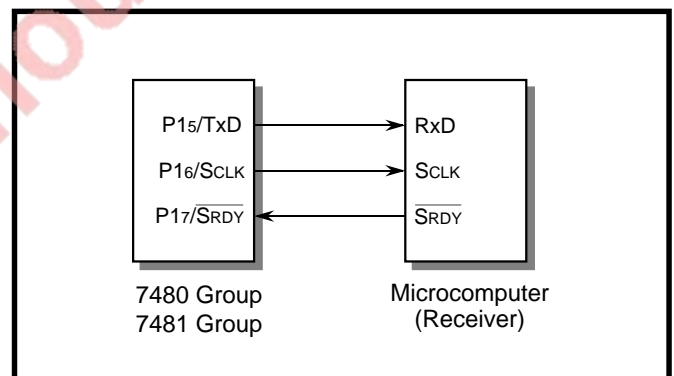 P15/TxD
RxD
P16/SCLK
SCLK
P17/SRDY
SRDY
7480 Group
7481 Group
Microcomputer
(Receiver)